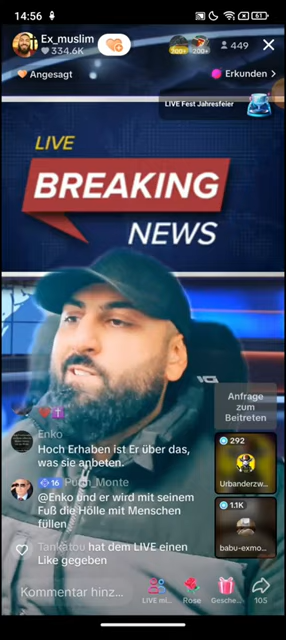 14:56
61
Ex_muslim
334.6K
200+
200+
449
Angesagt
Erkunden
LIVE Fest Jahresfeier
LIVE
BREAKING
NEWS
Anfrage
zum
Beitreten
Enko
Hoch Erhaben ist Er über das,
was sie anbeten.
292
Urbanderzw...
16
@Enko und er wird mit seinem
Fuß die Hölle mit Menschen
füllen
1.1K
babu-exmo...
Tankatou hat dem LIVE einen
Like gegeben
Kommentar hinz...
LIVE mi...
Rose
Gesche...
105